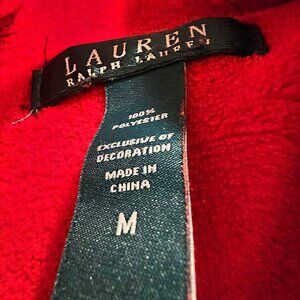 LAUREN
RALPH LAUREN
100%
POLYESTER
EXCLUSIVE OF
DECORATION
MADE IN
CHINA
M